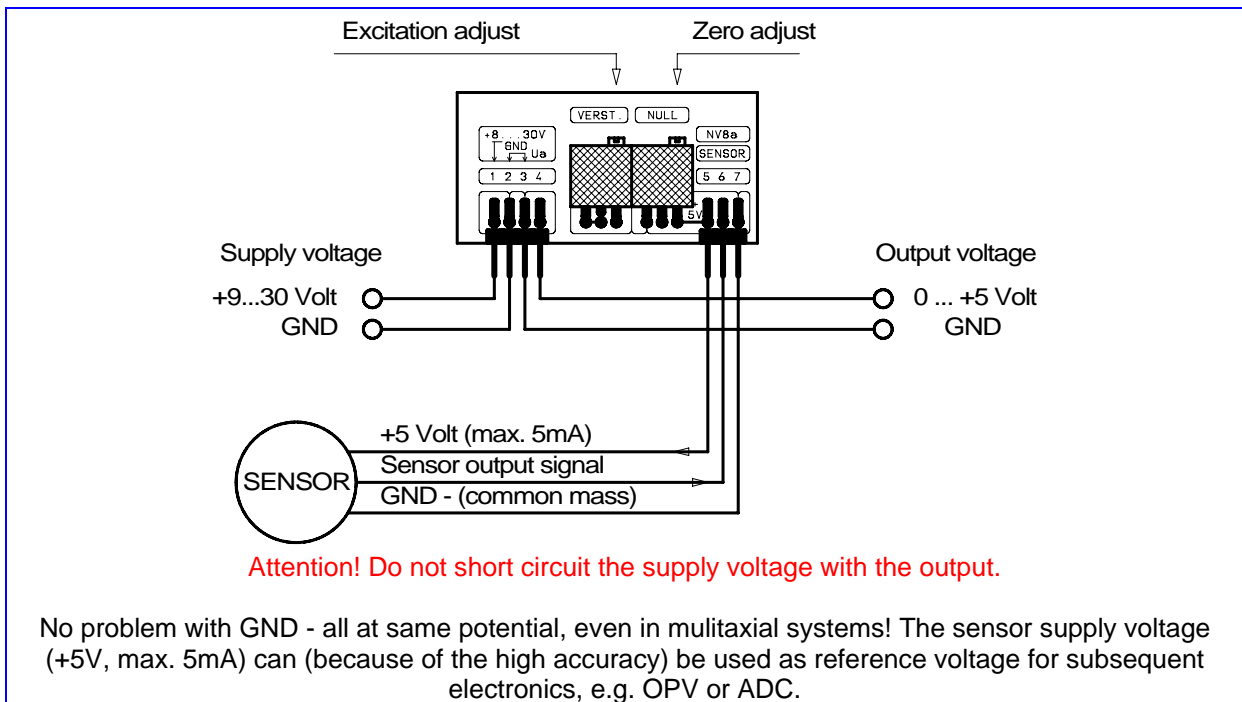 Excitation adjust
Zero adjust
VERST.
NULL
+8...30V
GND
Ua
1 2 3 4
NV8a
SENSOR
5 6 7
+
5V
Supply voltage
Output voltage
+9...30 Volt
0 ... +5 Volt
GND
GND
+5 Volt (max. 5mA)
Sensor output signal
SENSOR
GND - (common mass)
Attention! Do not short circuit the supply voltage with the output.
No problem with GND - all at same potential, even in mulitaxial systems! The sensor supply voltage
(+5V, max. 5mA) can (because of the high accuracy) be used as reference voltage for subsequent
electronics, e.g. OPV or ADC.